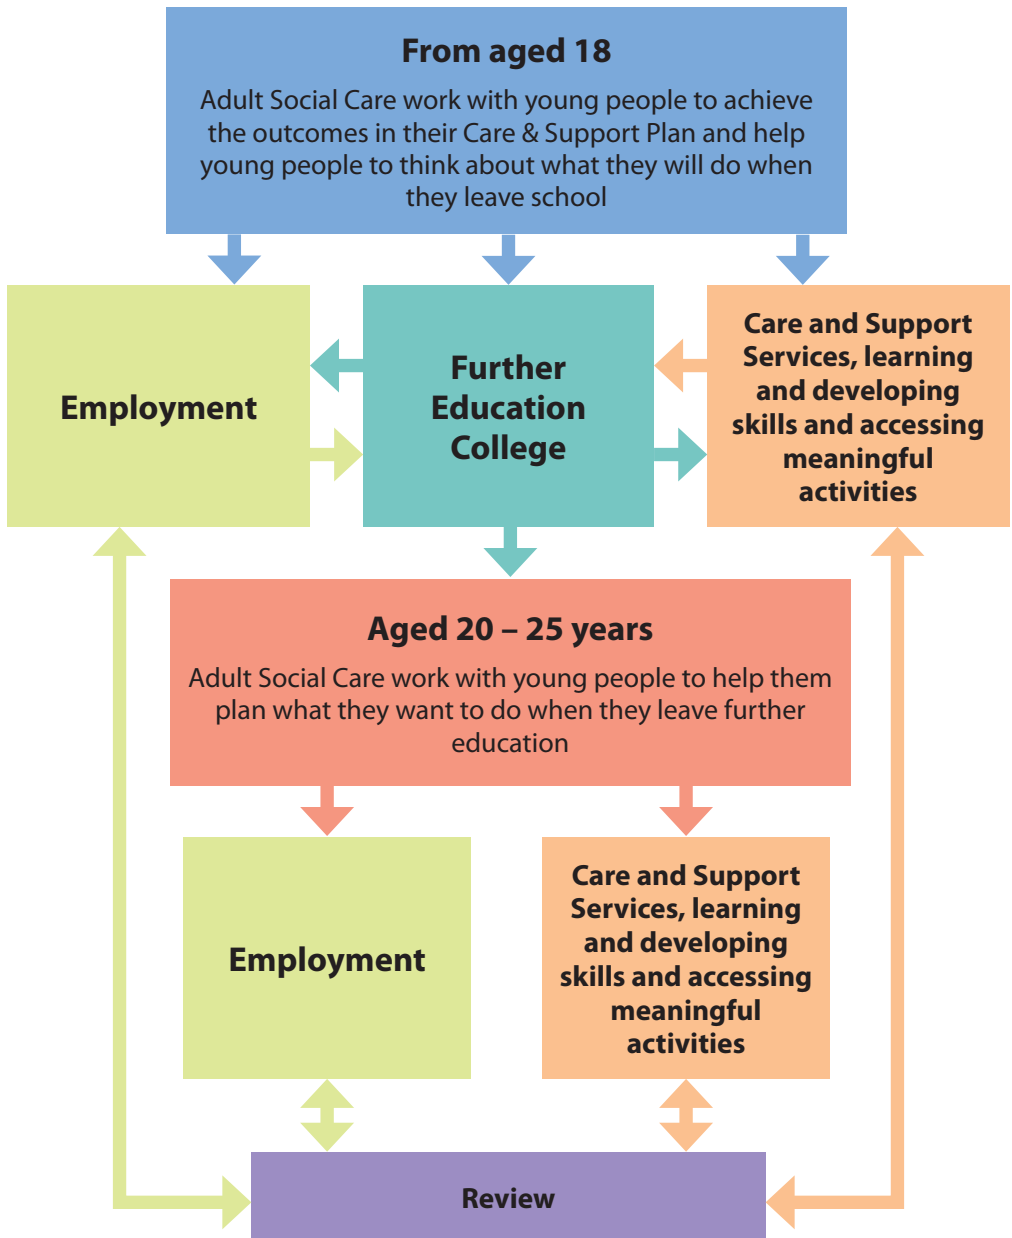 From aged 18
Adult Social Care work with young people to achieve
the outcomes in their Care & Support Plan and help
young people to think about what they will do when
they leave school
Employment
Further
Education
College
Care and Support
Services, learning
and developing
skills and accessing
meaningful
activities
Aged 20 – 25 years
Adult Social Care work with young people to help them
plan what they want to do when they leave further
education
Employment
Care and Support
Services, learning
and developing
skills and accessing
meaningful
activities
Review